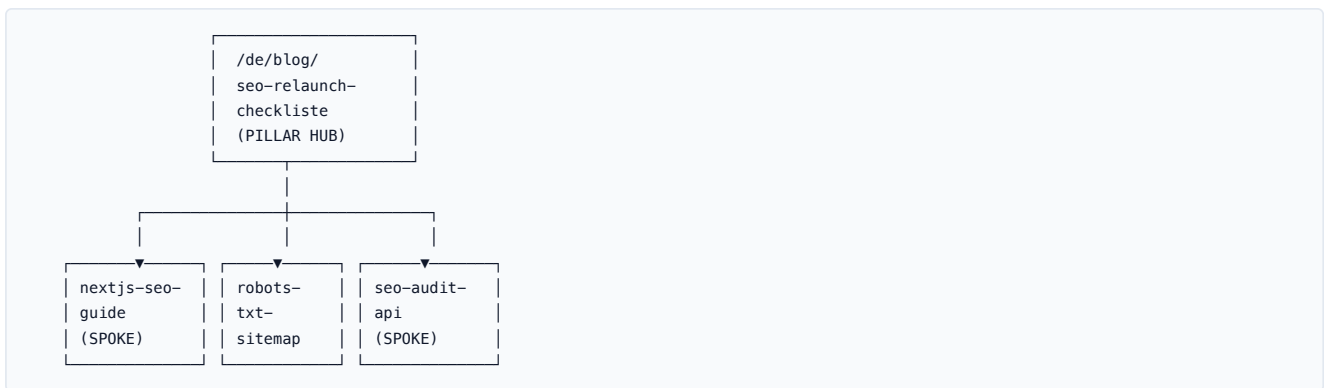 /de/blog/
seo-relaunch-
checkliste
(PILLAR HUB)
nextjs-seo- robots- seo-audit-
guide txt- api
(SPOKE) sitemap (SPOKE)